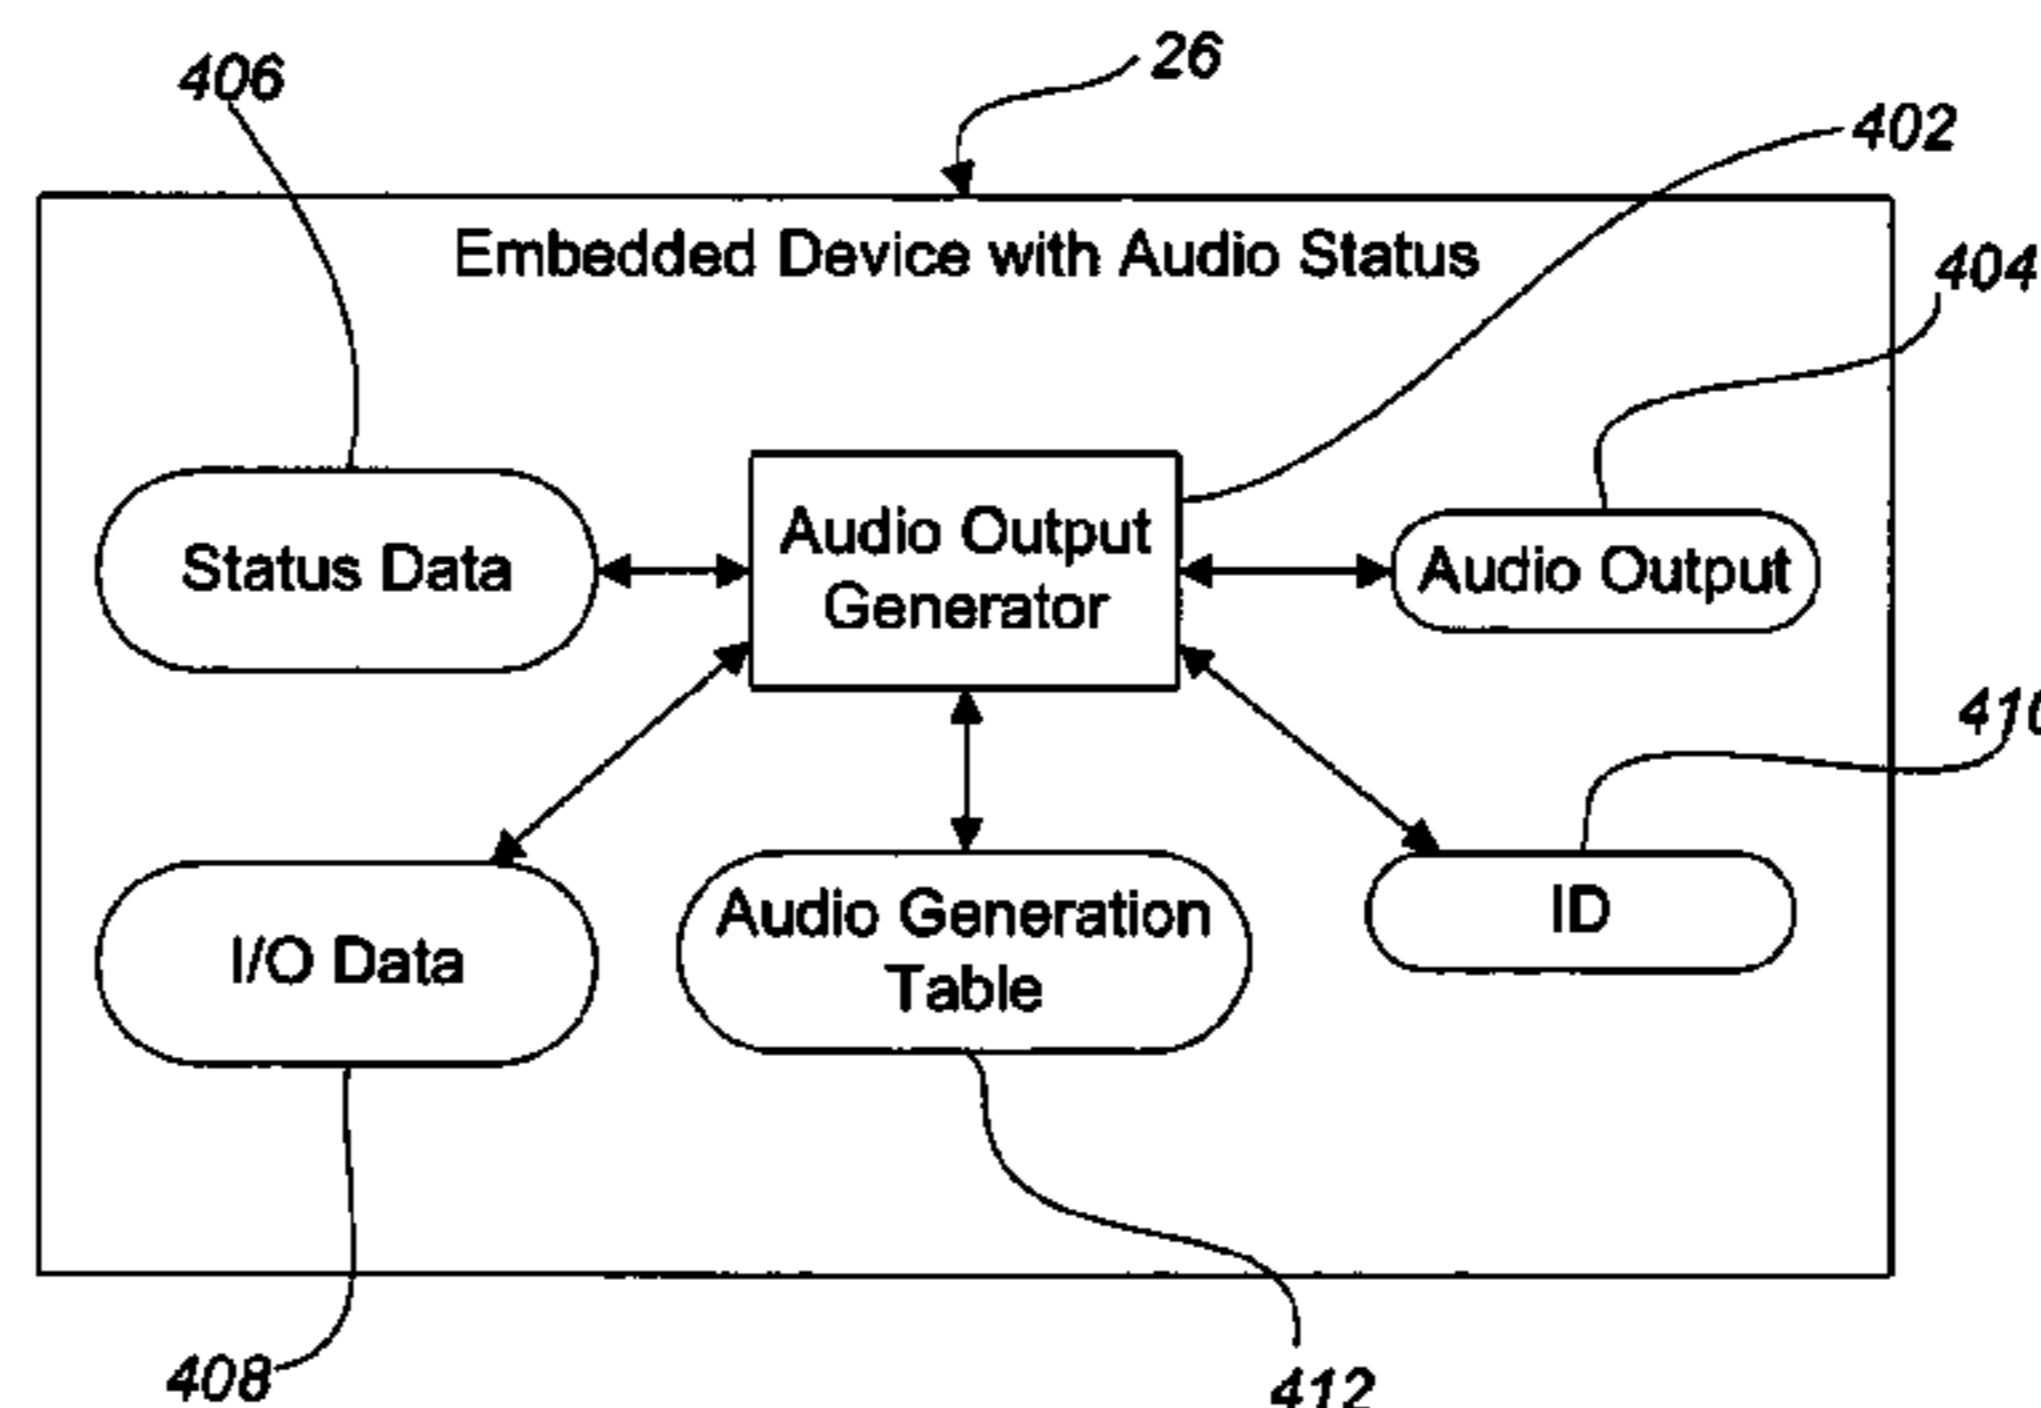 406
26
402
Embedded Device with Audio Status
404
Status Data
Audio Output
Generator
Audio Output
410
I/O Data
Audio Generation
Table
ID
408
412